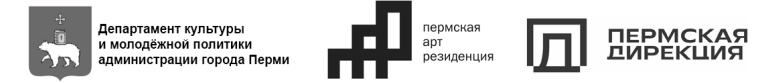 Департамент культуры
и молодёжной политики
администрации города Перми
пермская
арт
резиденция
ПЕРМСКАЯ
ДИРЕКЦИЯ